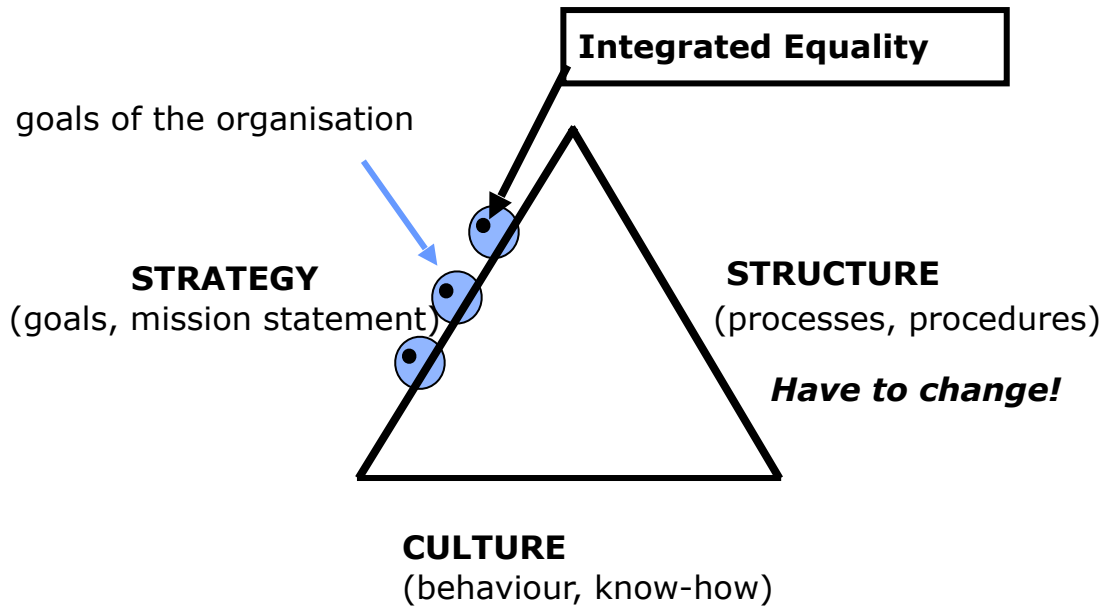 Integrated Equality
goals of the organisation
STRATEGY
(goals, mission statement)
STRUCTURE
(processes, procedures)
Have to change!
CULTURE
(behaviour, know-how)